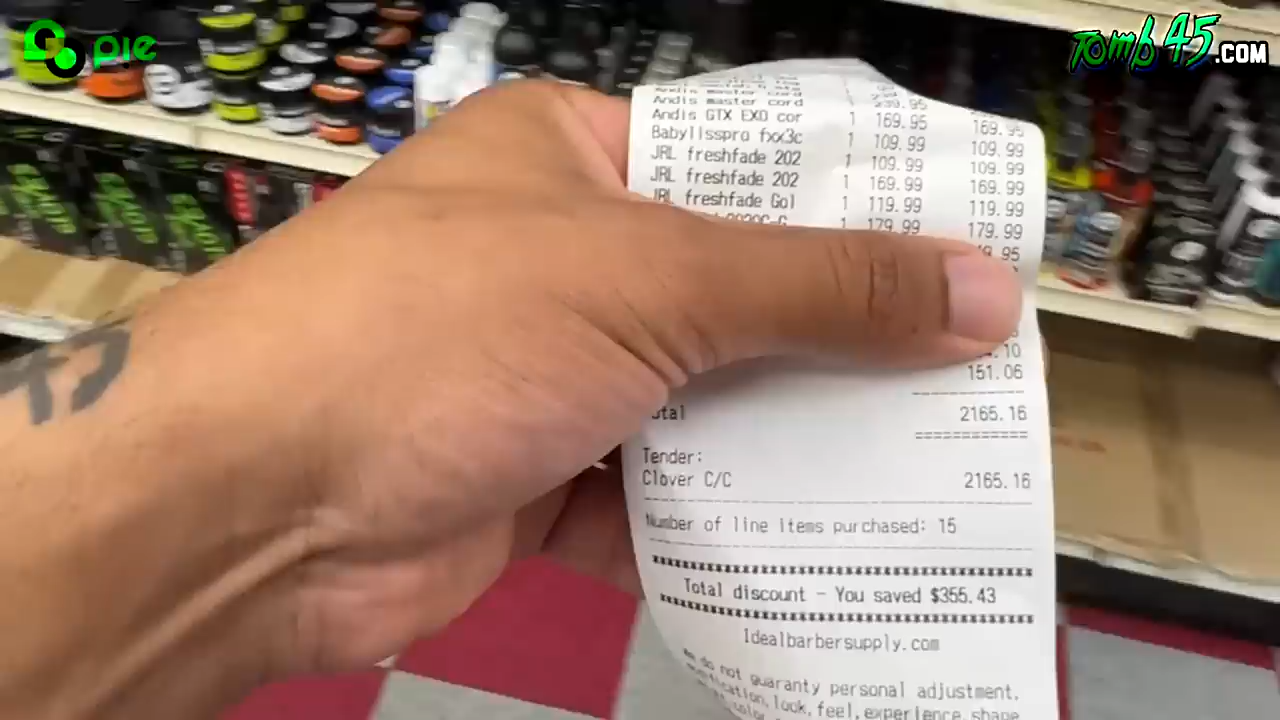 pie
TOMB45.COM
Andis master cord
Andis GTX EXO cor 1 169.95 169.95
Babylisspro fxx3c 1 109.99 109.99
JRL freshfade 202 1 109.99 109.99
JRL freshfade 202 1 169.99 169.99
JRL freshfade Gol 1 119.99 119.99
1 179.99 179.99
151.06
2165.16
Tender:
Clover C/C 2165.16
Number of line items purchased: 15
Total discount - You saved $355.43
Idealbarbersupply.com
we do not guaranty personal adjustment,
look, feel, experience, shape